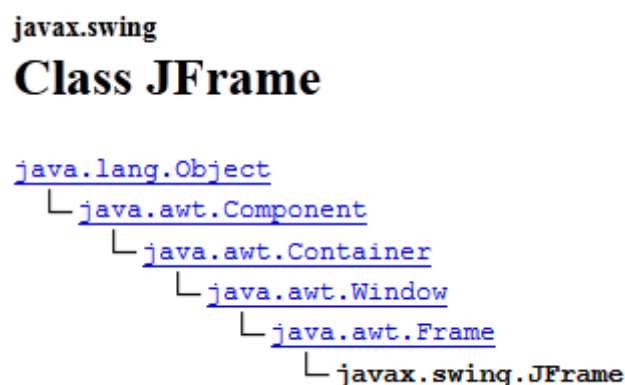 javax.swing
Class JFrame
java.lang.Object
java.awt.Component
java.awt.Container
java.awt.Window
java.awt.Frame
javax.swing.JFrame